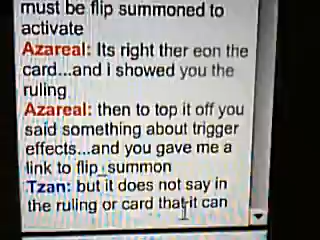 must be flip summoned to
activate
Azareal: Its right ther eon the
card...and i showed you the
ruling
Azareal: then to top it off you
said something about trigger
effects...and you gave me a
link to flip summon
Tzan: but it does not say in
the ruling or card that it can